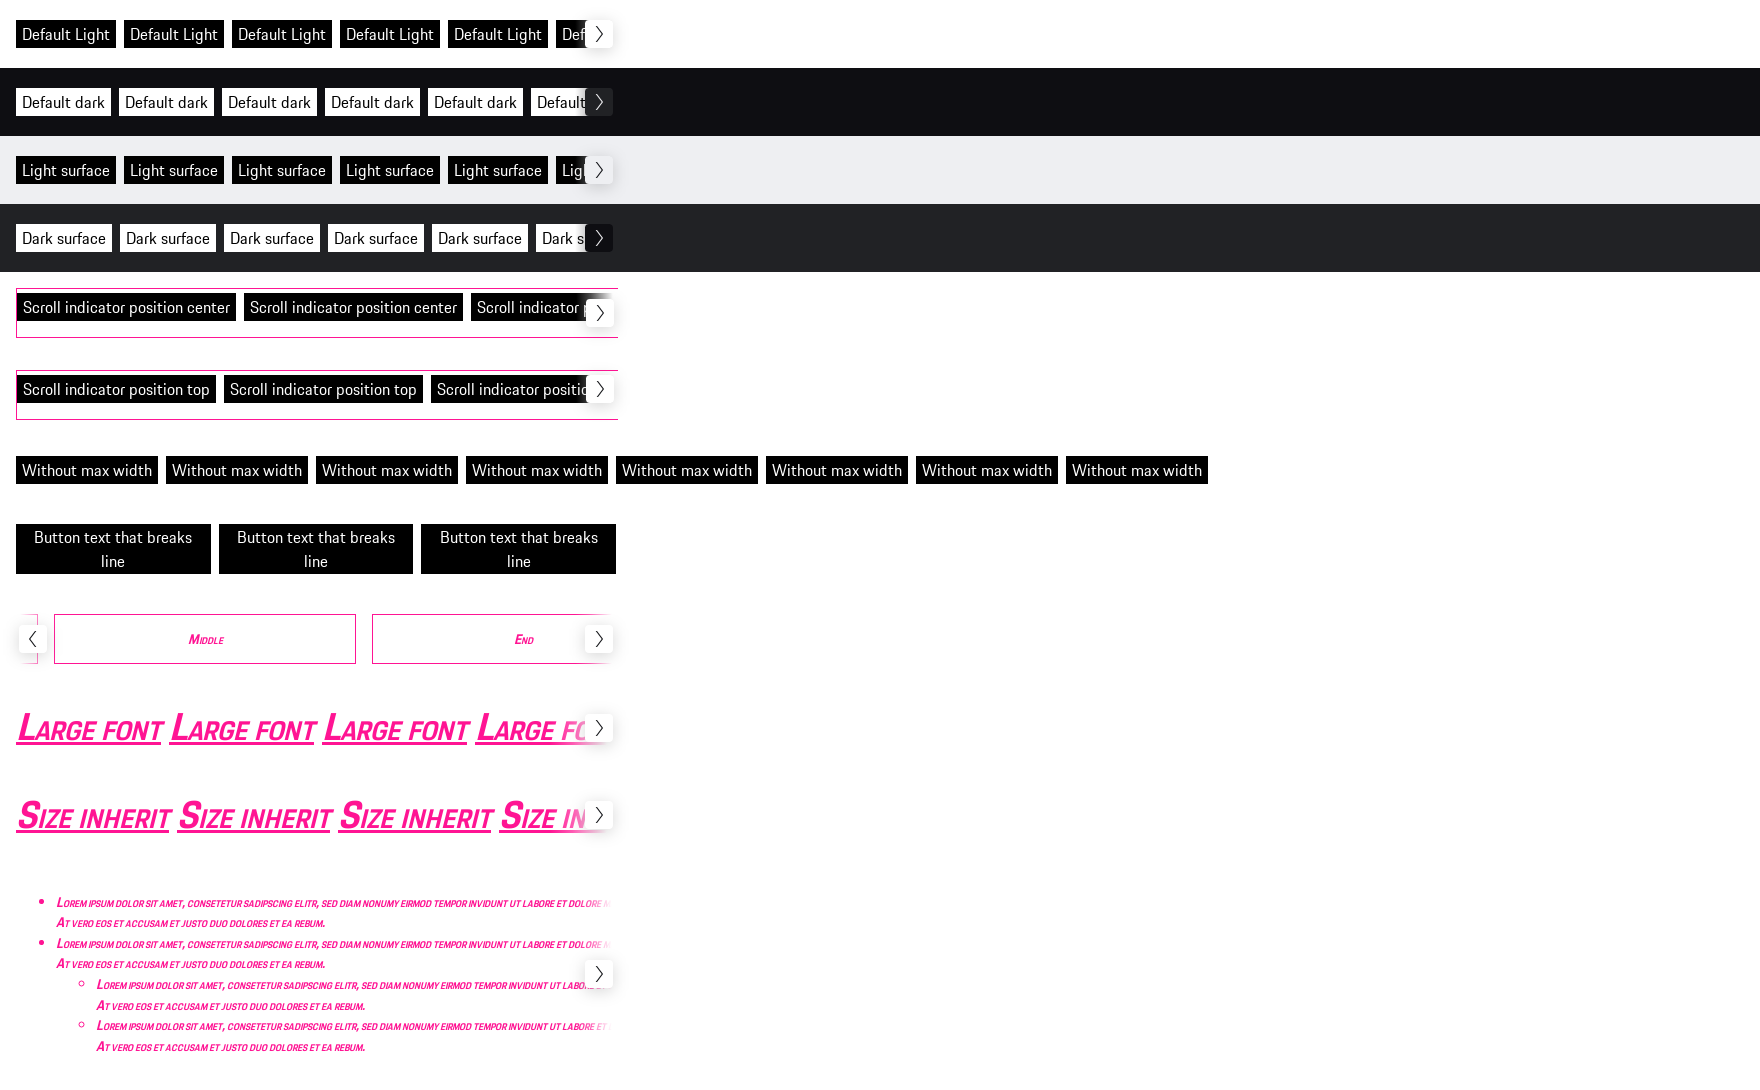 Default Light Default Light Default Light Default Light Default Light
Default dark Default dark Default dark Default dark Default dark Default
Light surface Light surface Light surface Light surface Light surface
Dark surface Dark surface Dark surface Dark surface Dark surface Dark
Scroll indicator position center Scroll indicator position center Scroll indicator
Scroll indicator position top Scroll indicator position top Scroll indicator
Without max width Without max width Without max width Without max width Without max width Without max width Without max width Without max width
Button text that breaks Button text that breaks Button text that breaks
line line line
Middle End
Large font Large font Large font Large
Size inherit Size inherit Size inherit Size
Lorem ipsum dolor sit amet, consetetur sadipscing elitr, sed diam nonumy eirmod tempor invidunt ut labore et dolore
At vero eos et accusam et justo duo dolores et ea rebum.
Lorem ipsum dolor sit amet, consetetur sadipscing elitr, sed diam nonumy eirmod tempor invidunt ut labore et dolore
At vero eos et accusam et justo duo dolores et ea rebum.
Lorem ipsum dolor sit amet, consetetur sadipscing elitr, sed diam nonumy eirmod tempor invidunt ut labore
At vero eos et accusam et justo duo dolores et ea rebum.
Lorem ipsum dolor sit amet, consetetur sadipscing elitr, sed diam nonumy eirmod tempor invidunt ut labore et
At vero eos et accusam et justo duo dolores et ea rebum.